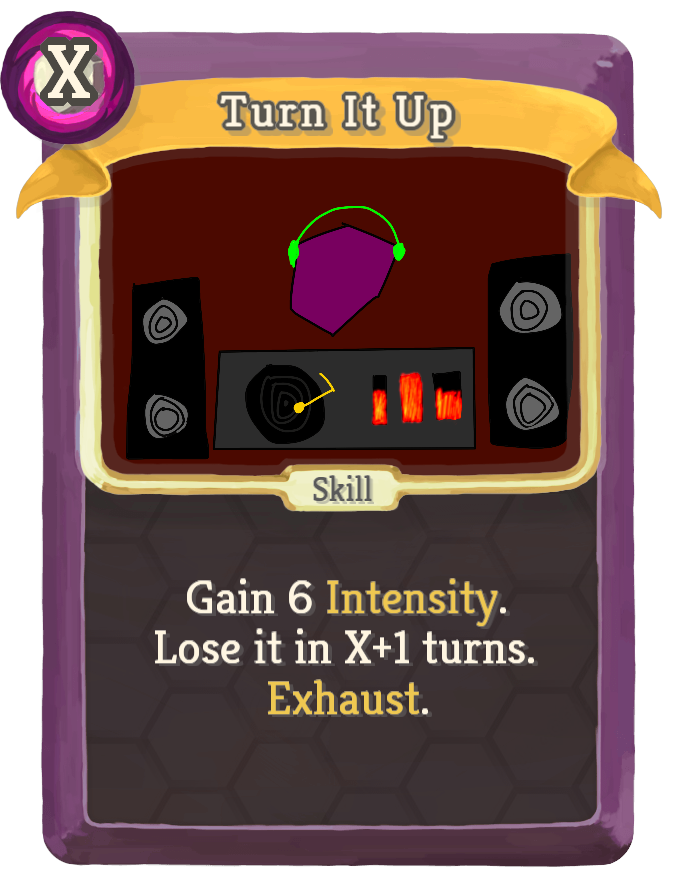 X
Turn It Up
Skill
Gain 6 Intensity.
Lose it in X+1 turns.
Exhaust.